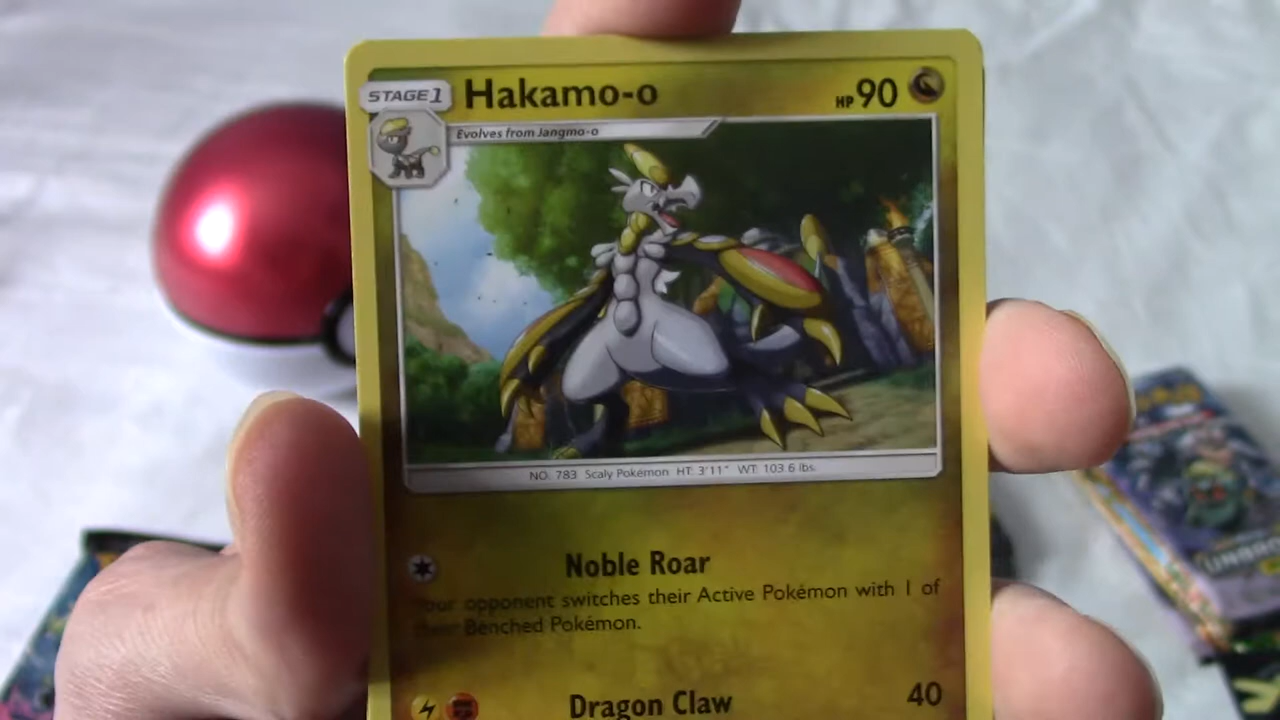 STAGE 1
Hakamo-o
HP 90
Evolves from Jangmo-o
NO. 783 Scaly Pokémon HT: 3'11" WT: 103.6 lbs.
Noble Roar
opponent switches their Active Pokémon with 1 of
Benched Pokémon.
Dragon Claw 40